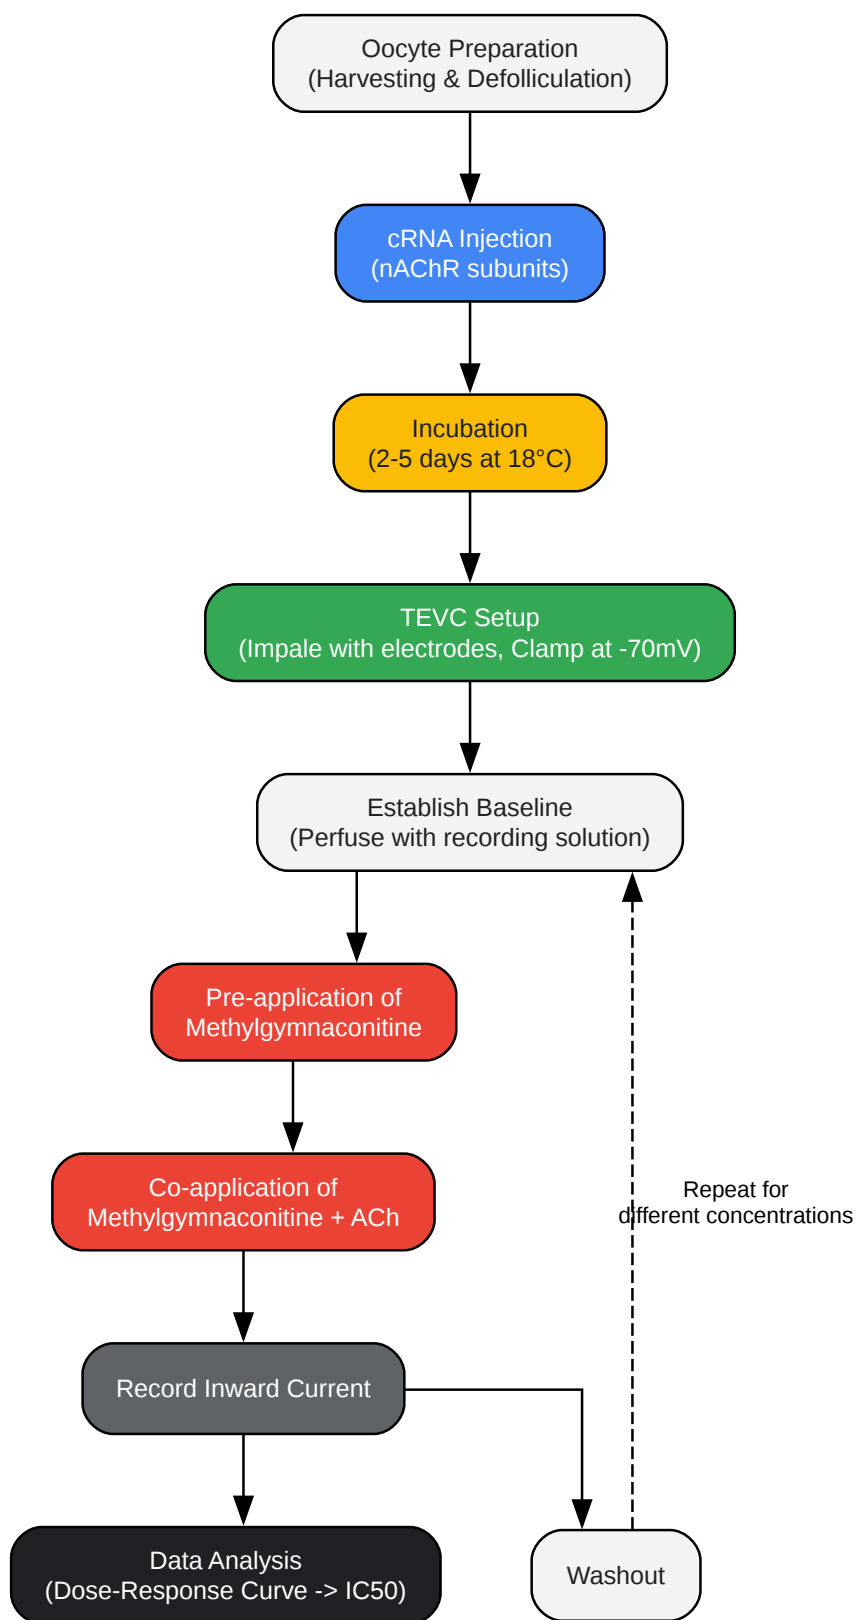 Oocyte Preparation
(Harvesting & Defolliculation)
cRNA Injection
(nAChR subunits)
Incubation
(2-5 days at 18°C)
TEVC Setup
(Impale with electrodes, Clamp at -70mV)
Establish Baseline
(Perfuse with recording solution)
Pre-application of
Methylgymnaconitine
Co-application of
Methylgymnaconitine + ACh
Repeat for
different concentrations
Record Inward Current
Data Analysis
(Dose-Response Curve -> IC50)
Washout